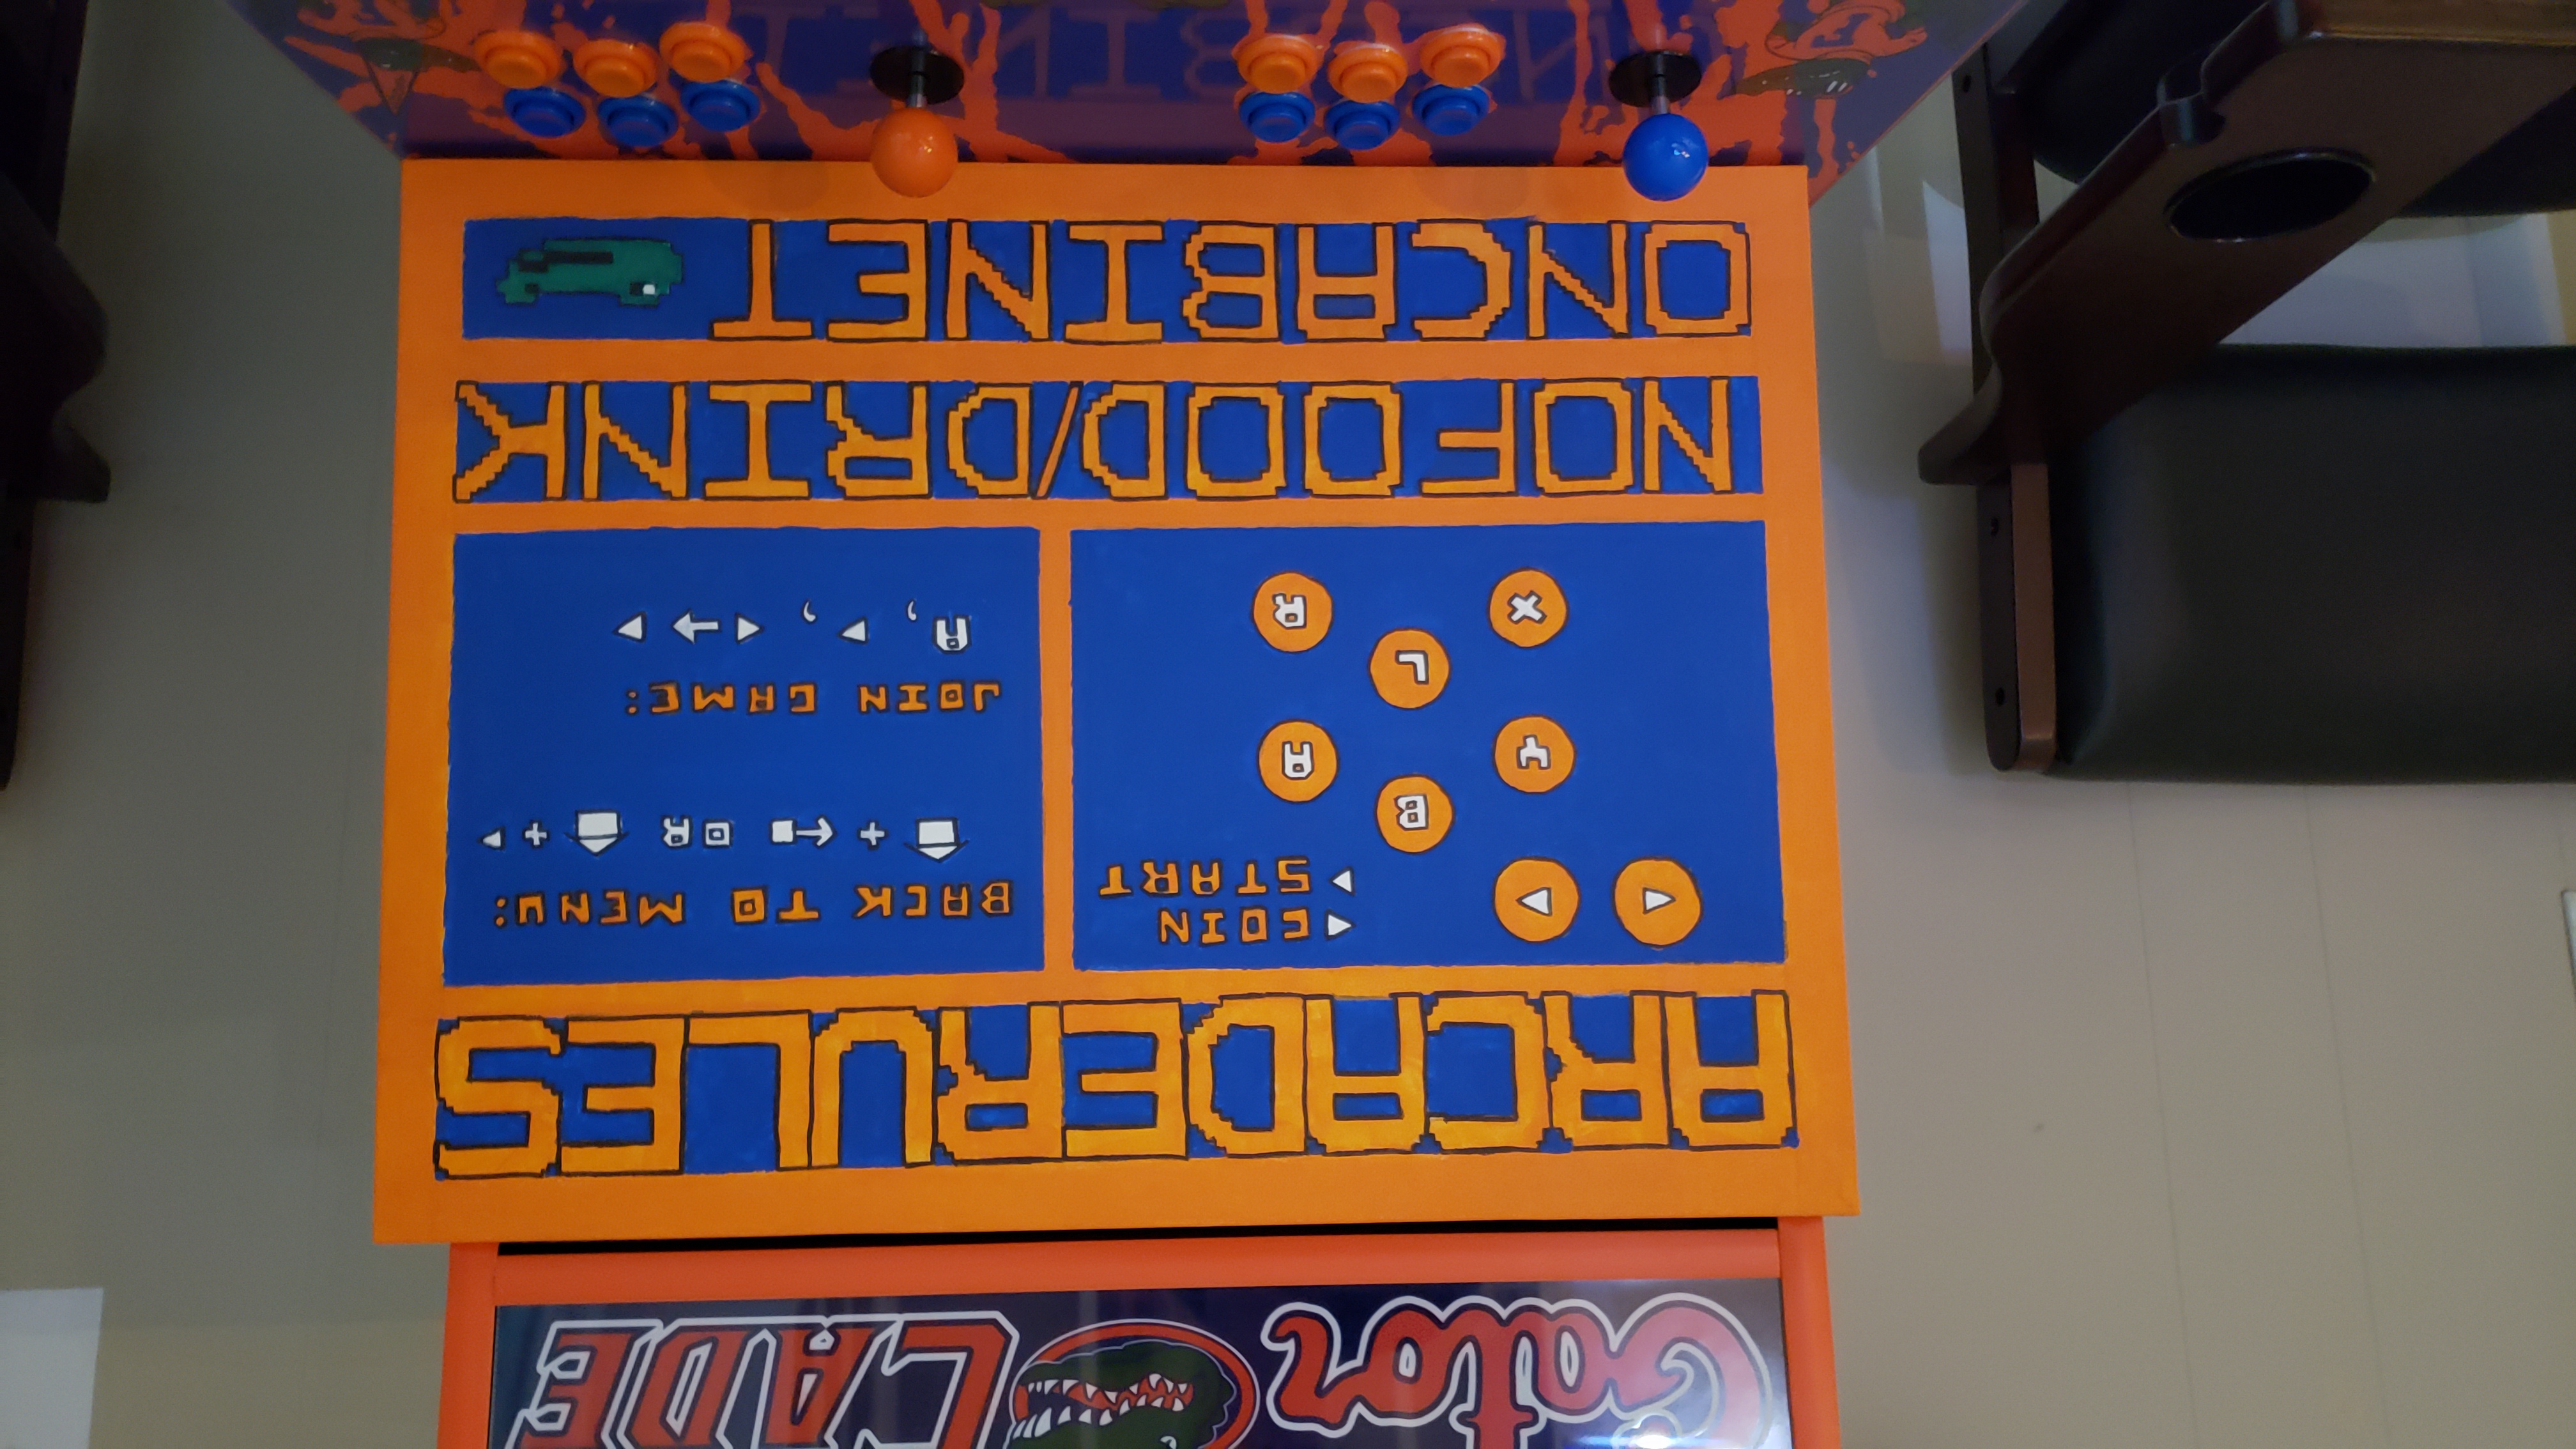 Gator CADE
ARCADERULES
◁ ▷ ◁ COIN
▷ START
B
Y A
L
X R
BACK TO MENU:
+ ← OR + ▷
JOIN GAME:
A, ▷, ◁ → ▷
NOFOOD/DRINK
ONCABINET
F